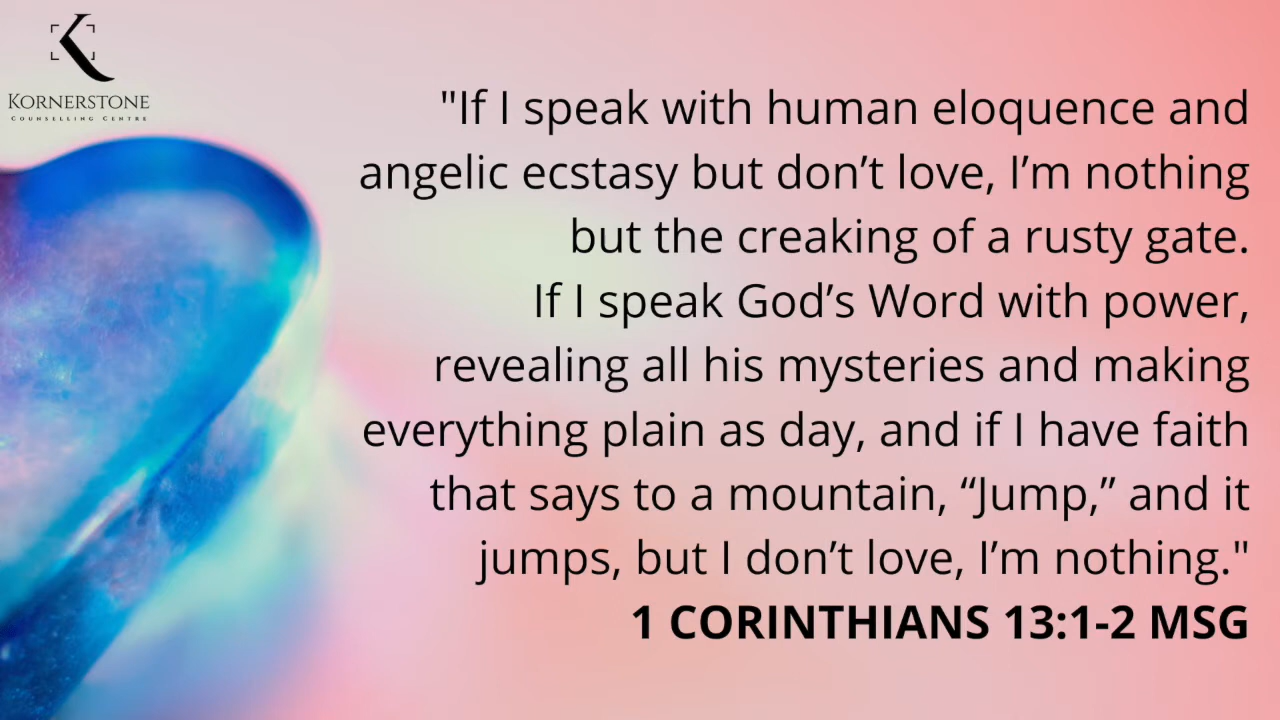 KORNERSTONE
COUNSELLING CENTRE
"If I speak with human eloquence and
angelic ecstasy but don’t love, I’m nothing
but the creaking of a rusty gate.
If I speak God’s Word with power,
revealing all his mysteries and making
everything plain as day, and if I have faith
that says to a mountain, “Jump,” and it
jumps, but I don’t love, I’m nothing."
1 CORINTHIANS 13:1-2 MSG